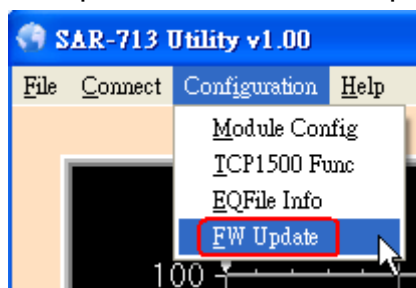 SAR-713 Utility v1.00
File Connect Configuration Help
Module Config
TCP1500 Func
EQFile Info
FW Update
100